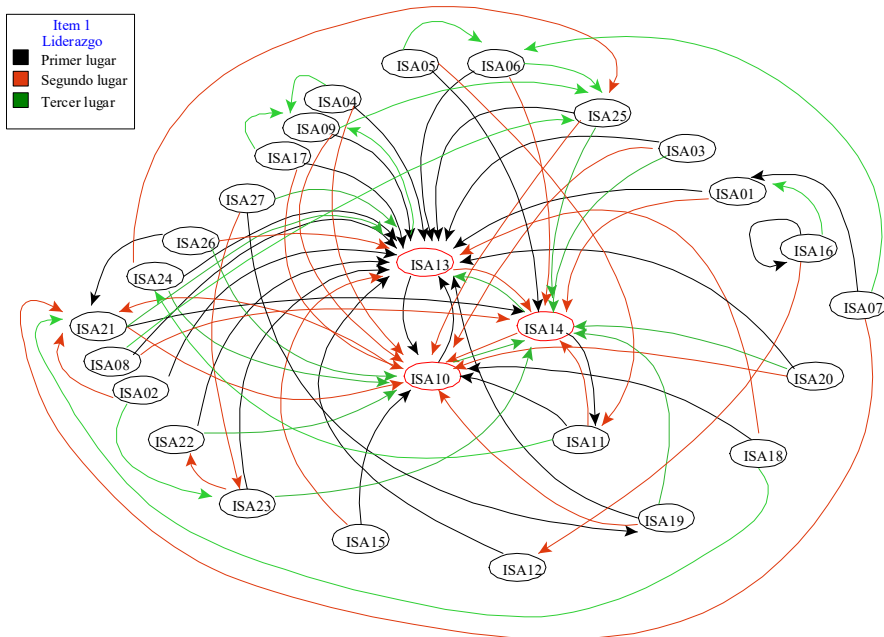 Item 1
Liderazgo
Primer lugar
Segundo lugar
Tercer lugar
ISA05
ISA06
ISA04
ISA25
ISA09
ISA03
ISA17
ISA01
ISA27
ISA26
ISA16
ISA13
ISA24
ISA07
ISA21
ISA14
ISA08
ISA10
ISA20
ISA02
ISA22
ISA11
ISA18
ISA23
ISA19
ISA15
ISA12